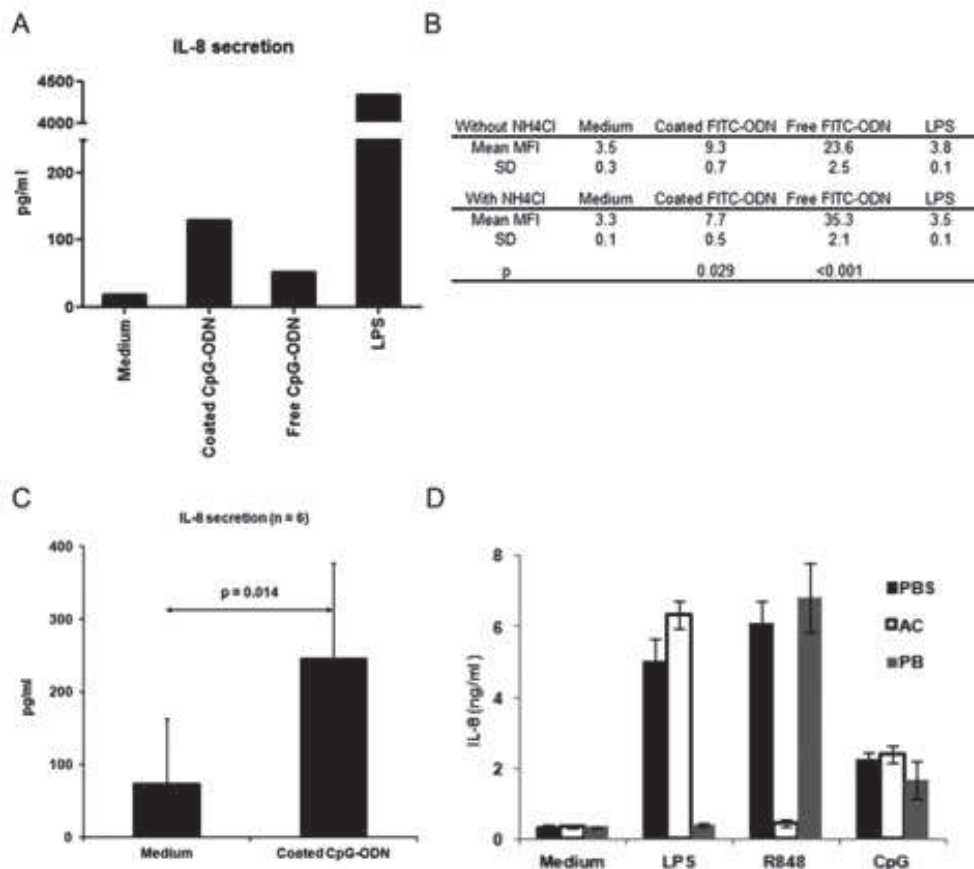 A
IL-8 secretion
4500
4000
200
100
0
pg/ml
Medium
Coated CpG-ODN
Free CpG-ODN
LPS
B
Without NH4Cl Medium Coated FITC-ODN Free FITC-ODN LPS
Mean MFI 3.5 9.3 23.6 3.8
SD 0.3 0.7 2.5 0.1
With NH4Cl Medium Coated FITC-ODN Free FITC-ODN LPS
Mean MFI 3.3 7.7 35.3 3.5
SD 0.1 0.5 2.1 0.1
p 0.029 <0.001
C
IL-8 secretion (n = 6)
400
300
200
100
0
pg/ml
p = 0.014
Medium Coated CpG-ODN
D
8
6
4
2
0
IL-8 (ng/ml)
PBS
AC
PB
Medium LPS R848 CpG